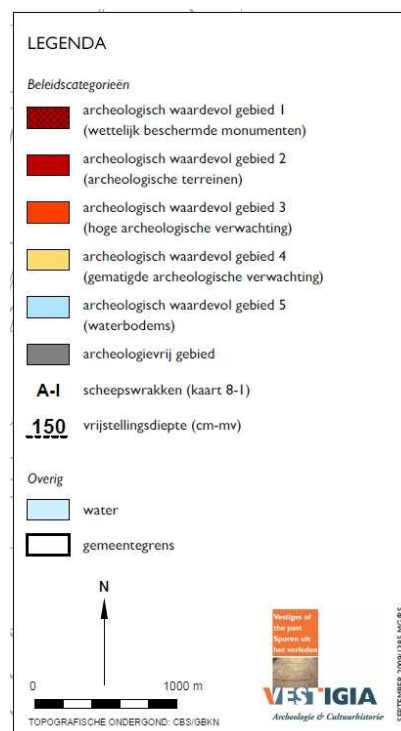 LEGENDA
Beleidscategorieën
archeologisch waardevol gebied 1
(wettelijk beschermde monumenten)
archeologisch waardevol gebied 2
(archeologische terreinen)
archeologisch waardevol gebied 3
(hoge archeologische verwachting)
archeologisch waardevol gebied 4
(gematigde archeologische verwachting)
archeologisch waardevol gebied 5
(waterbodems)
archeologievrij gebied
A-I scheepswrakken (kaart 8-1)
150 vrijstellingsdiepte (cm-mv)
Overig
water
gemeentegrens
N
0 1000 m
TOPOGRAFISCHE ONDERGOND: CBS/GBKN
Vestiges of
the past
Sporen uit
het verleden
VESTIGIA
Archeologie & Cultuurhistorie
SEPTEMBER 2009